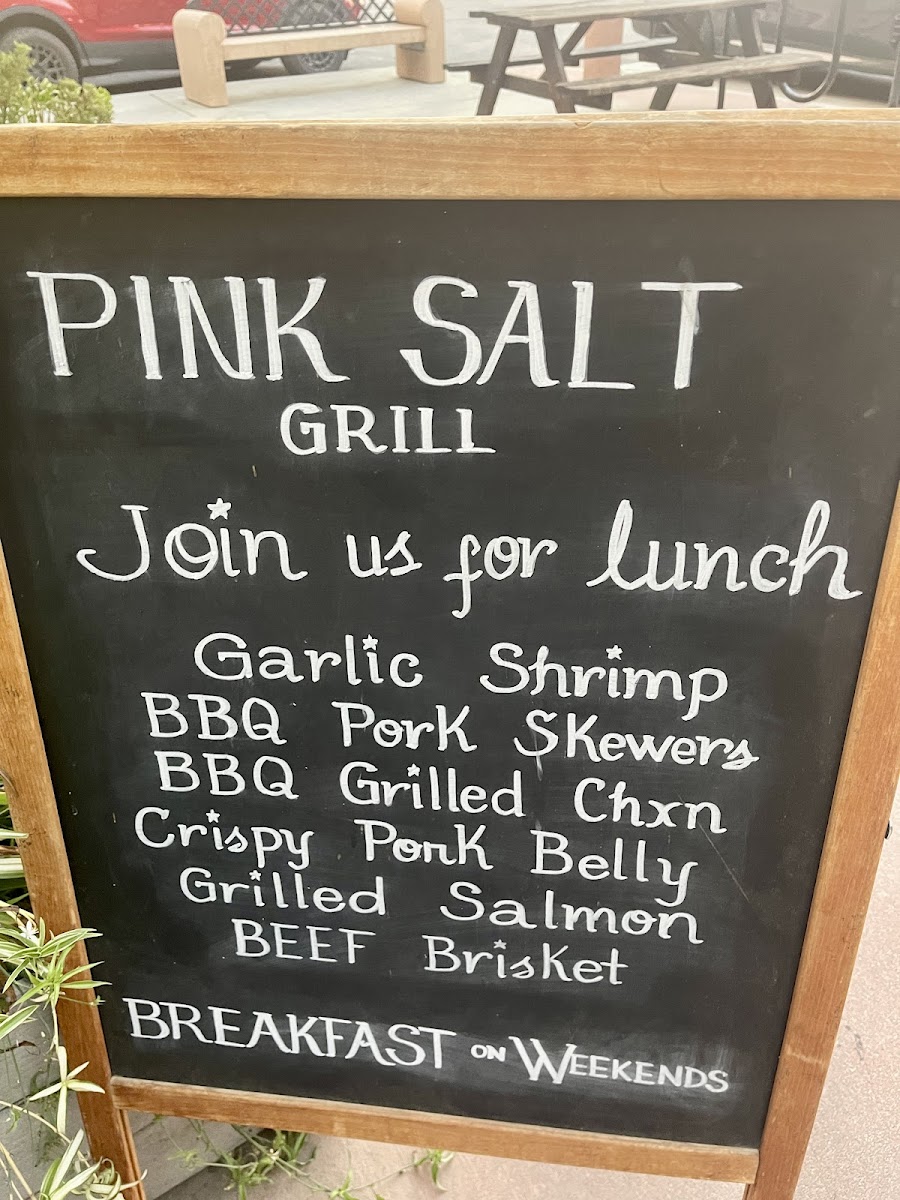 PINK SALT
GRILL
Join us for lunch
Garlic Shrimp
BBQ Pork Skewers
BBQ Grilled Chxn
Crispy Pork Belly
Grilled Salmon
BEEF Brisket
BREAKFAST ON WEEKENDS